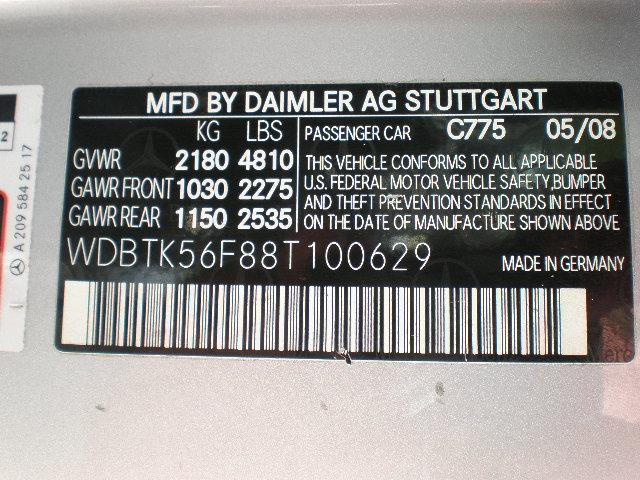 MFD BY DAIMLER AG STUTTGART
KG LBS
GVWR 2180 4810
GAWR FRONT 1030 2275
GAWR REAR 1150 2535
PASSENGER CAR C775 05/08
THIS VEHICLE CONFORMS TO ALL APPLICABLE
U.S. FEDERAL MOTOR VEHICLE SAFETY, BUMPER
AND THEFT PREVENTION STANDARDS IN EFFECT
ON THE DATE OF MANUFACTURE SHOWN ABOVE
WDBTK56F88T100629
MADE IN GERMANY
A 209 584 25 17
2